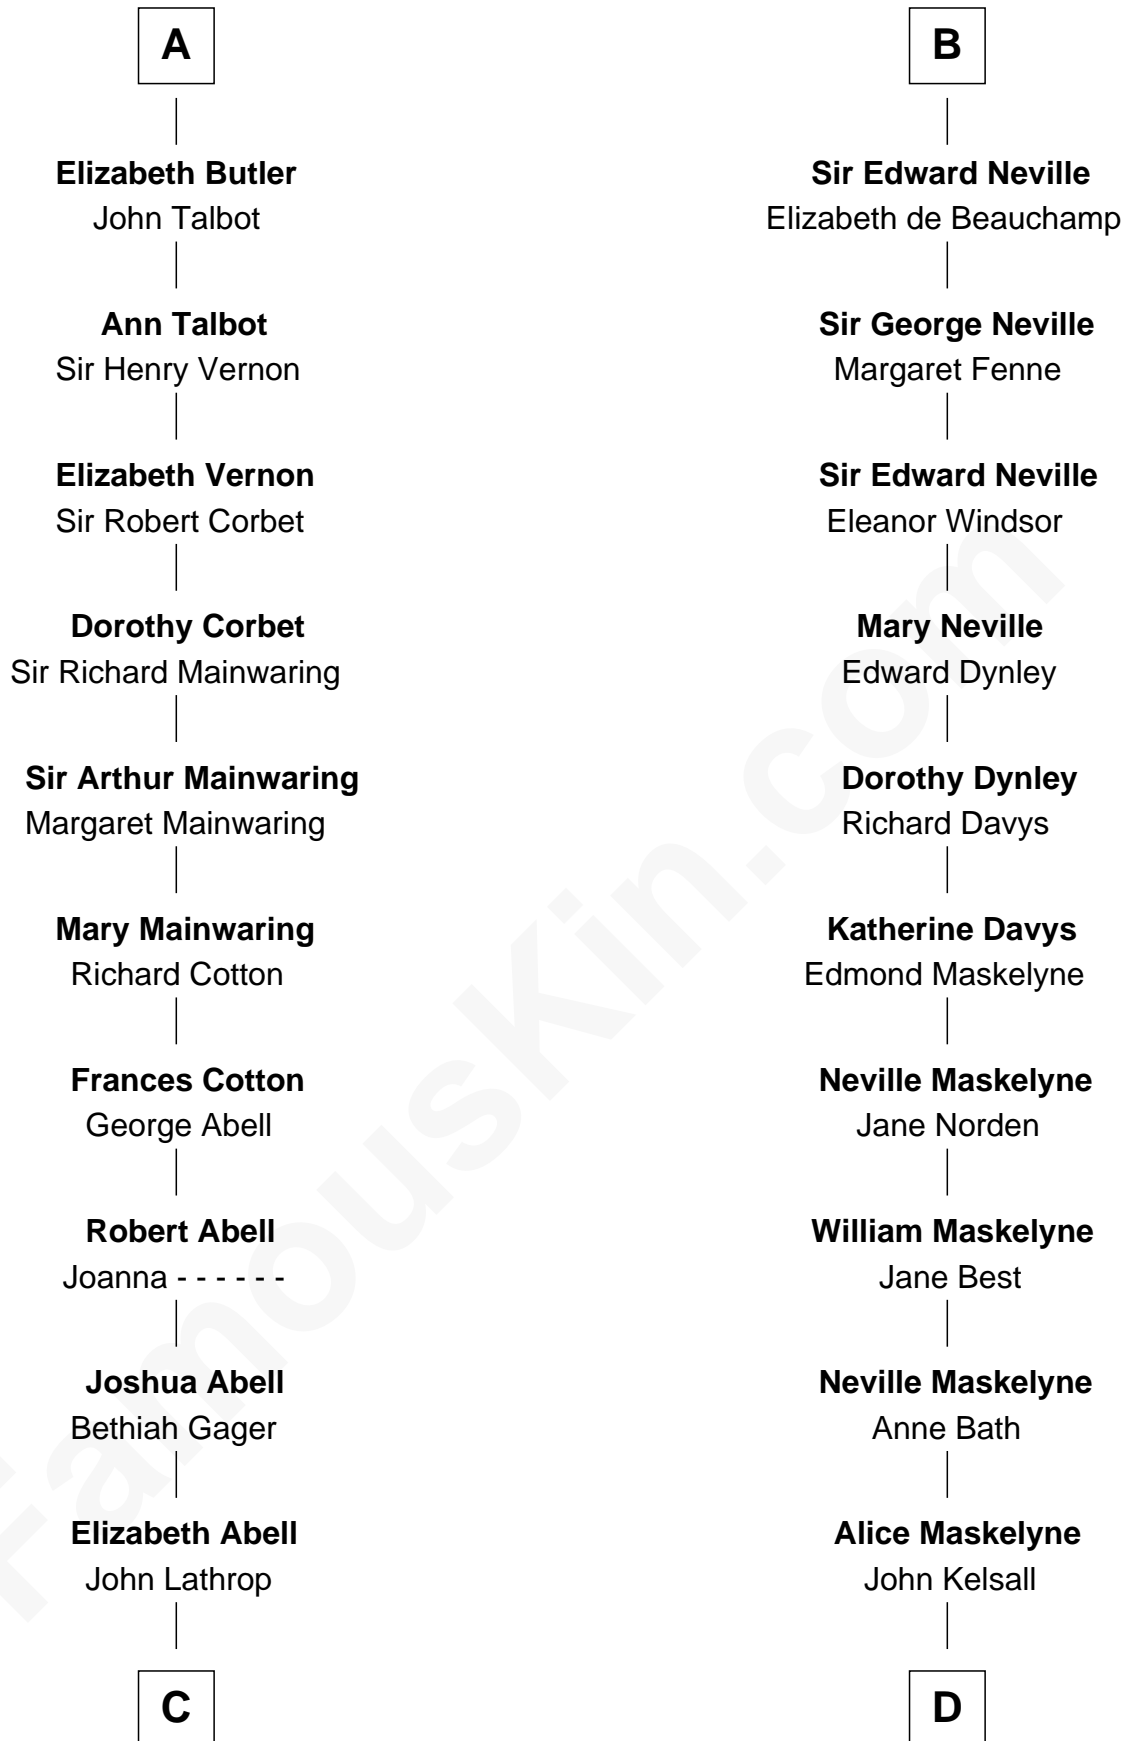 A
Elizabeth Butler
John Talbot
Ann Talbot
Sir Henry Vernon
Elizabeth Vernon
Sir Robert Corbet
Dorothy Corbet
Sir Richard Mainwaring
Sir Arthur Mainwaring
Margaret Mainwaring
Mary Mainwaring
Richard Cotton
Frances Cotton
George Abell
Robert Abell
Joanna - - - - - -
Joshua Abell
Bethiah Gager
Elizabeth Abell
John Lathrop
C
B
Sir Edward Neville
Elizabeth de Beauchamp
Sir George Neville
Margaret Fenne
Sir Edward Neville
Eleanor Windsor
Mary Neville
Edward Dynley
Dorothy Dynley
Richard Davys
Katherine Davys
Edmond Maskelyne
Neville Maskelyne
Jane Norden
William Maskelyne
Jane Best
Neville Maskelyne
Anne Bath
Alice Maskelyne
John Kelsall
D
FamousKin.com